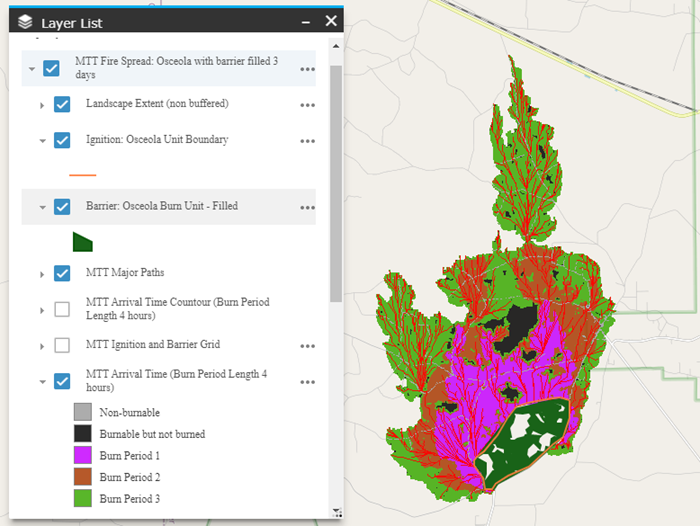 Layer List
MTT Fire Spread: Osceola with barrier filled 3
days
Landscape Extent (non buffered)
Ignition: Osceola Unit Boundary
Barrier: Osceola Burn Unit - Filled
MTT Major Paths
MTT Arrival Time Countour (Burn Period
Length 4 hours)
MTT Ignition and Barrier Grid
MTT Arrival Time (Burn Period Length 4
hours)
Non-burnable
Burnable but not burned
Burn Period 1
Burn Period 2
Burn Period 3